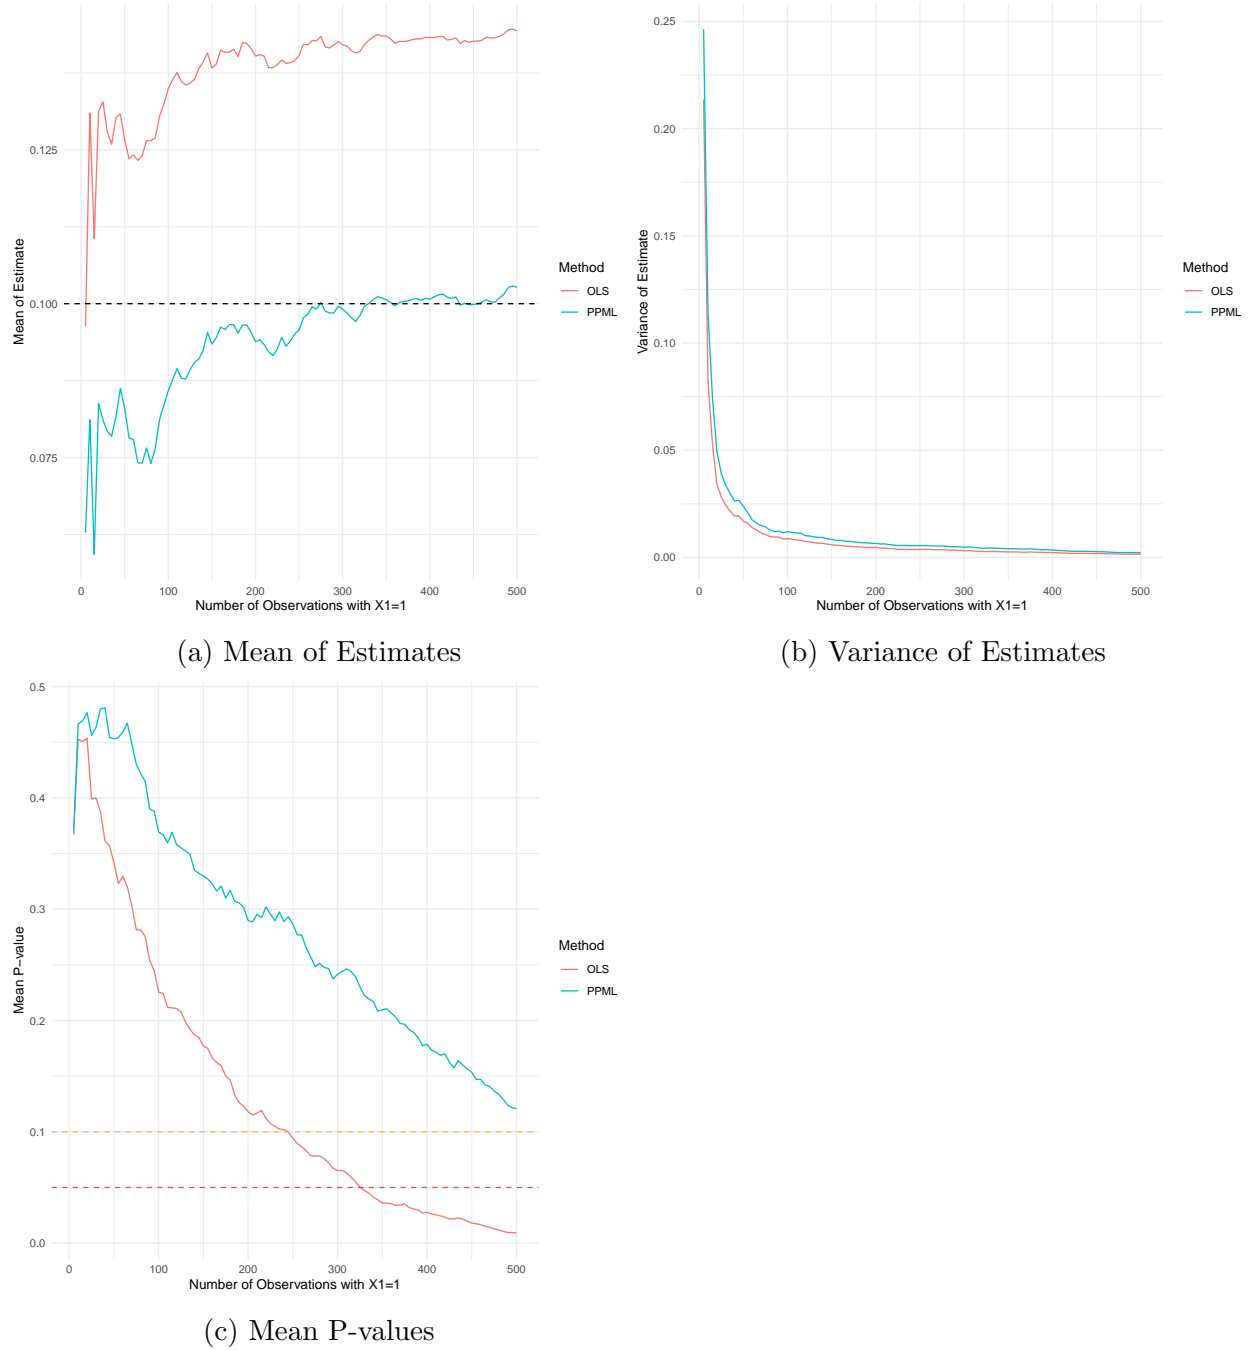 Mean of Estimate
0.125
0.100
0.075
0
100
200
300
400
500
Number of Observations with X1=1
Method
OLS
PPML
(a) Mean of Estimates
Variance of Estimate
0.25
0.20
0.15
0.10
0.05
0.00
0
100
200
300
400
500
Number of Observations with X1=1
Method
OLS
PPML
(b) Variance of Estimates
Mean P−value
0.5
0.4
0.3
0.2
0.1
0.0
0
100
200
300
400
500
Number of Observations with X1=1
Method
OLS
PPML
(c) Mean P-values